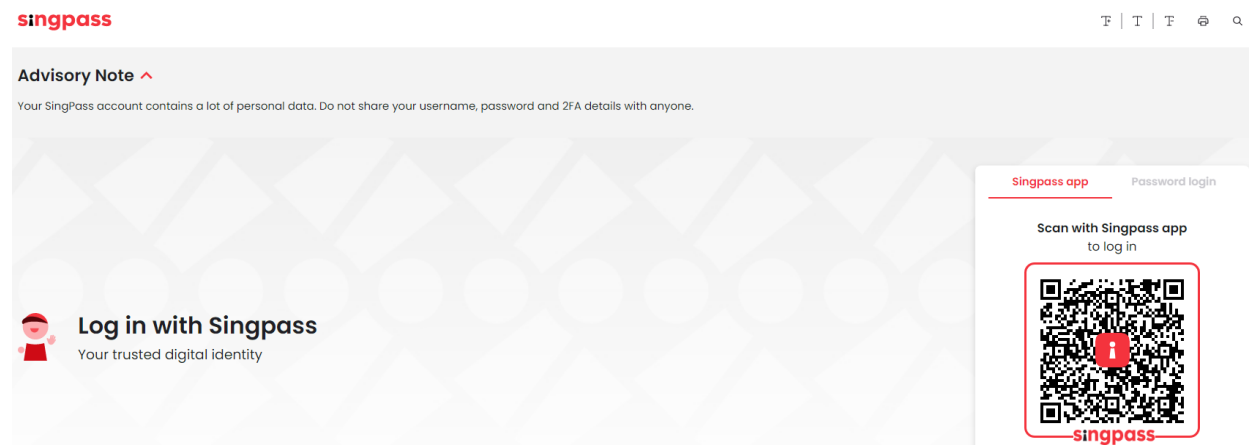 singpass
T | T | T
Advisory Note
Your SingPass account contains a lot of personal data. Do not share your username, password and 2FA details with anyone.
Singpass app Password login
Scan with Singpass app
to log in
Log in with Singpass
Your trusted digital identity
singpass